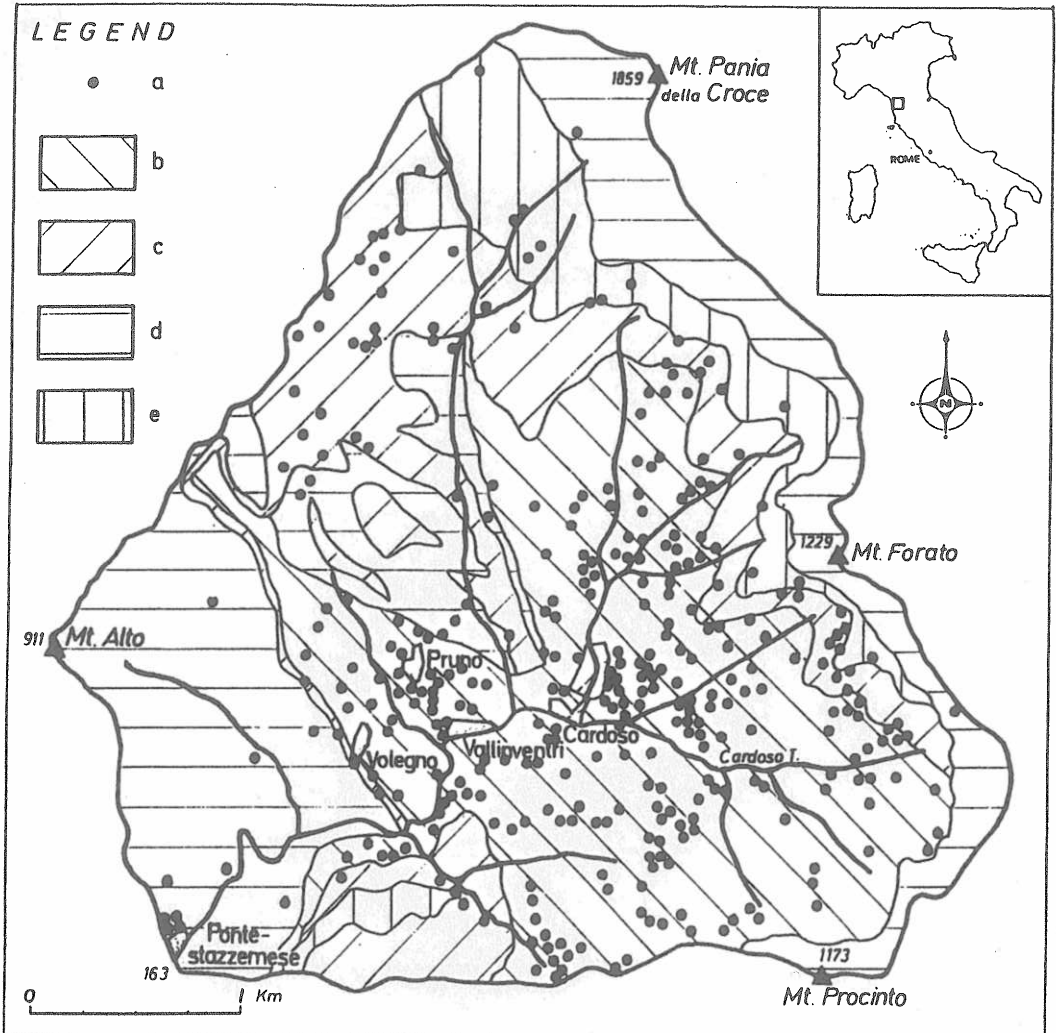 LEGEND
a
b
c
d
e
1859
Mt. Pania
della Croce
ROME
N
1229
Mt. Forato
911
Mt. Alto
Pruno
Cardoso
Volegno
Valliaventri
Cardoso T.
Ponte-
stazzemese
163
1173
Mt. Procinto
0 1 Km